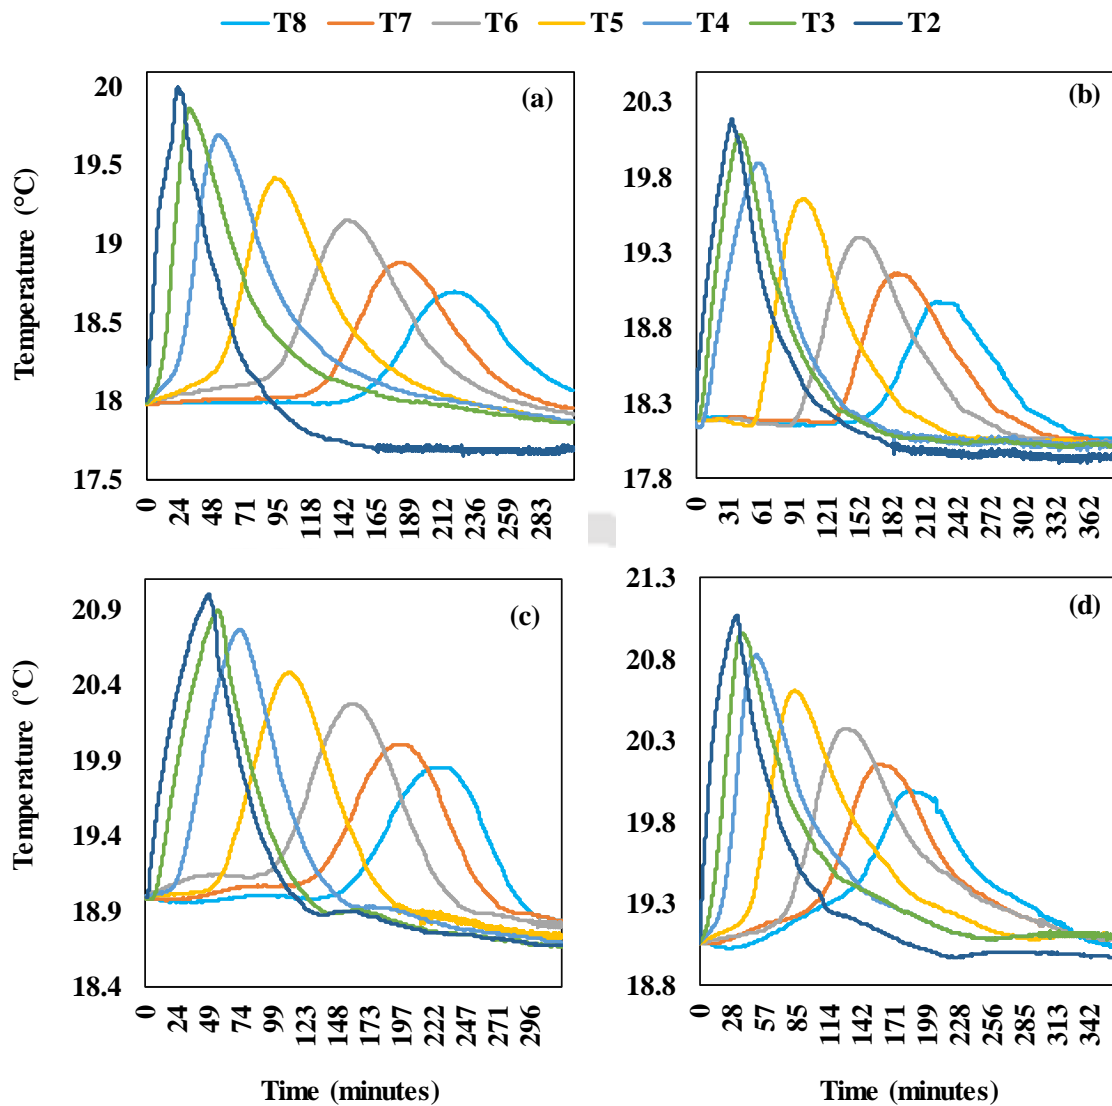 T8 T7 T6 T5 T4 T3 T2
(a)
Temperature (°C)
20
19.5
19
18.5
18
17.5
0 24 48 71 95 118 142 165 189 212 236 259 283
(b)
20.3
19.8
19.3
18.8
18.3
17.8
0 31 61 91 121 152 182 212 242 272 302 332 362
(c)
Temperature (°C)
20.9
20.4
19.9
19.4
18.9
18.4
0 24 49 74 99 123 148 173 197 222 247 271 296
Time (minutes)
(d)
21.3
20.8
20.3
19.8
19.3
18.8
0 28 57 85 114 142 171 199 228 256 285 313 342
Time (minutes)